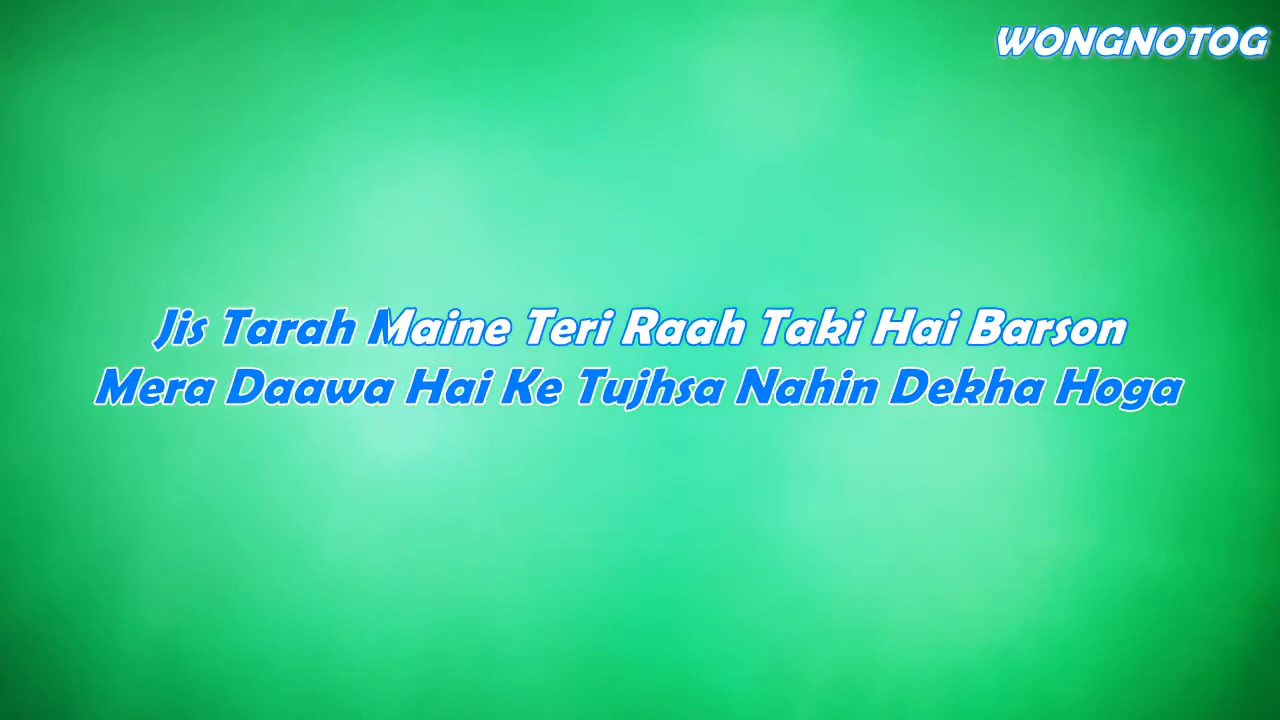 WONGNOTOG
Jis Tarah Maine Teri Raah Taki Hai Barson
Mera Daawa Hai Ke Tujhsa Nahin Dekha Hoga